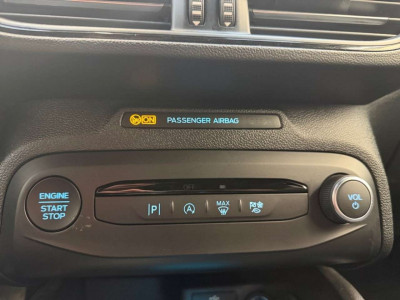 ON PASSENGER AIRBAG
ENGINE
START
STOP
P
A
MAX
VOL